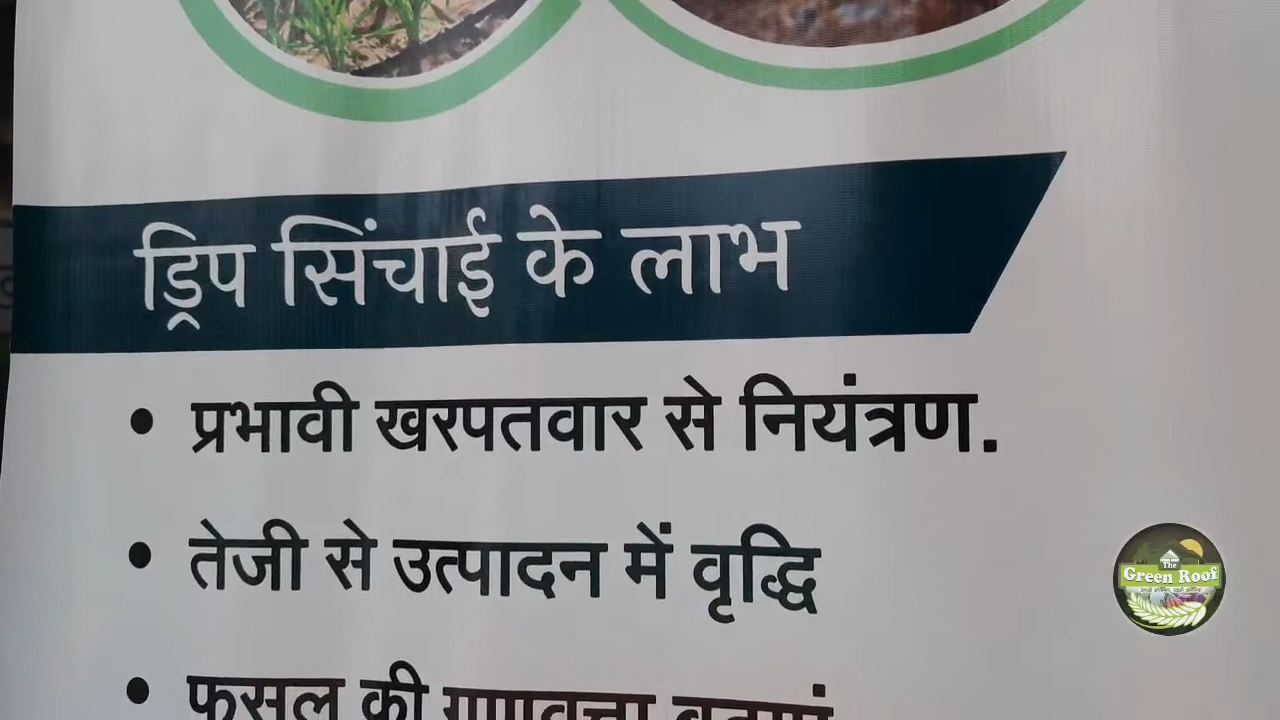 ड्रिप सिंचाई के लाभ
• प्रभावी खरपतवार से नियंत्रण.
• तेजी से उत्पादन में वृद्धि
• फसल की गुणवत्ता बढ़ाएं
The
Green Roof